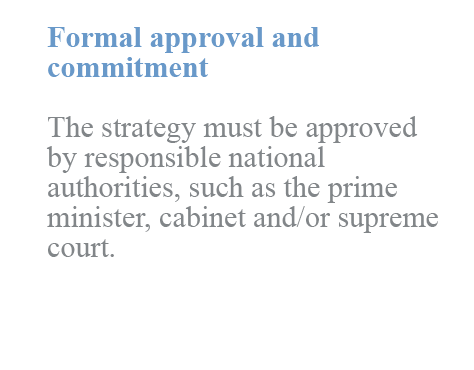 Formal approval and
commitment
The strategy must be approved
by responsible national
authorities, such as the prime
minister, cabinet and/or supreme
court.